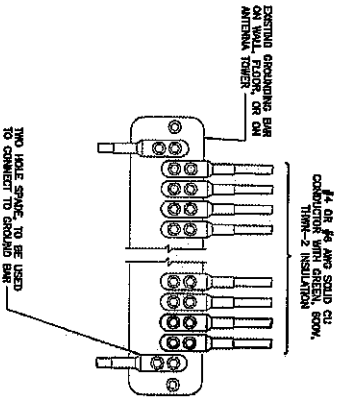 #4 OR #6 AWG SOLID CU
CONDUCTOR WITH GREEN, 600V,
THWN-2 INSULATION
EXISTING GROUNDING BAR
ON WALL, FLOOR, OR ON
ANTENNA TOWER
TWO HOLE SPADE, TO BE USED
TO CONNECT TO GROUND BAR